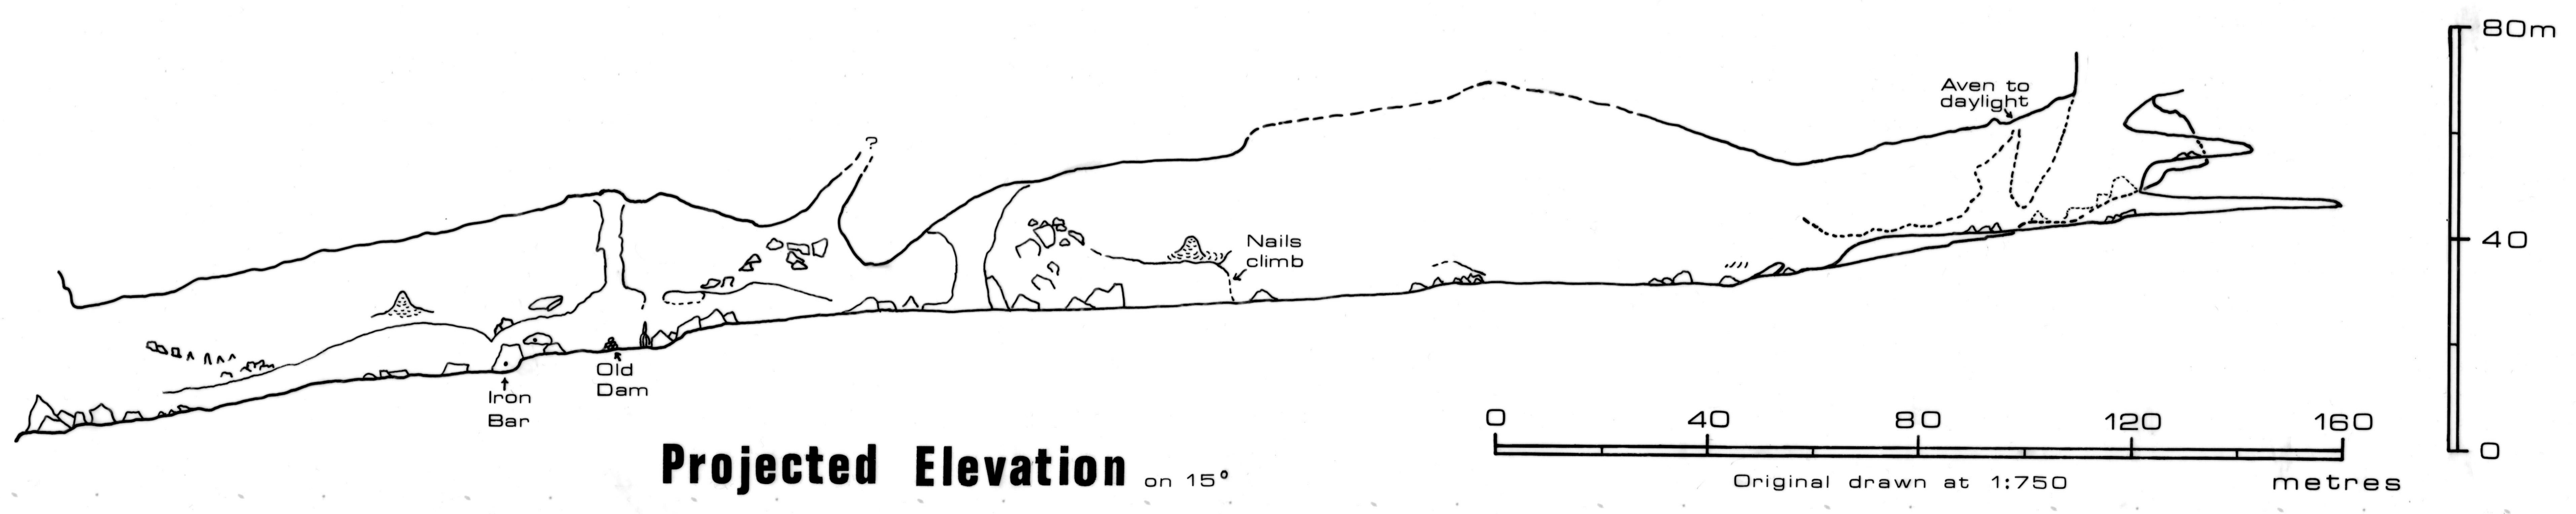 80m
Aven to
daylight
?
Nails
climb
40
Old
Dam
Iron
Bar
0 40 80 120 160
0
Projected Elevation on 15°
Original drawn at 1:750
metres